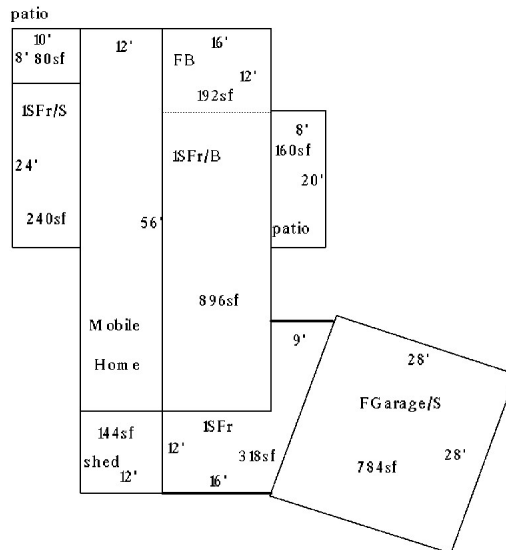 patio
10'
8' 80sf
12'
16'
FB
12'
192sf
1SFr/S
24'
240sf
1SFr/B
8'
160sf
20'
patio
56'
896sf
Mobile
Home
9'
28'
FGarage/S
28'
784sf
144sf
shed
12'
1SFr
12'
318sf
16'